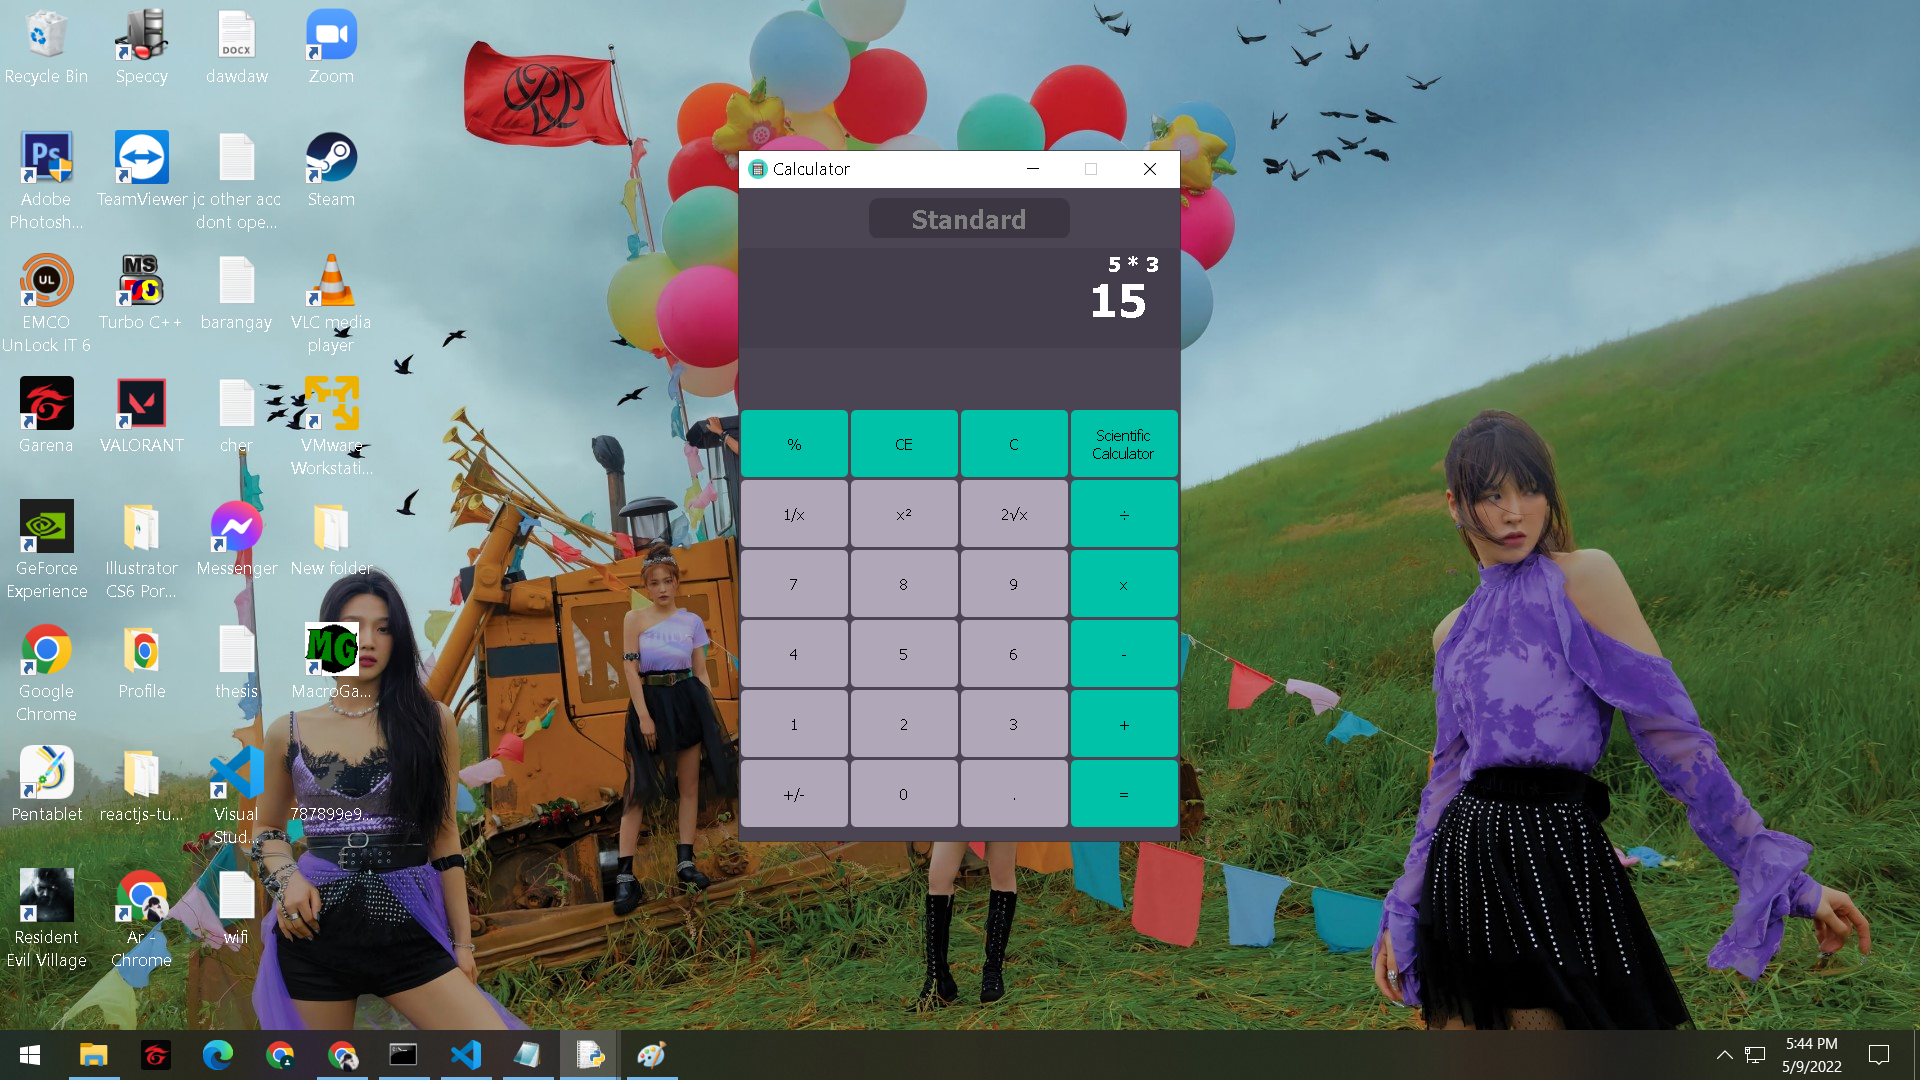 Recycle Bin
Speccy
DOCX
dawdaw
Zoom
Ps
Adobe
Photosh...
TeamViewer
jc other acc
dont ope...
Steam
UL
EMCO
UnLock IT 6
MS
Turbo C++
barangay
VLC media
player
Garena
VALORANT
cher
VMware
Workstati...
GeForce
Experience
Illustrator
CS6 Por...
Messenger
New folder
Google
Chrome
Profile
thesis
MG
MacroGa...
Pentablet
reactjs-tu...
Visual
Stud...
787899e9...
Resident
Evil Village
Ar -
Chrome
wifi
Calculator
Standard
5 * 3
15
%
CE
C
Scientific
Calculator
1/x
x²
2√x
÷
7
8
9
x
4
5
6
-
1
2
3
+
+/-
0
.
=
5:44 PM
5/9/2022